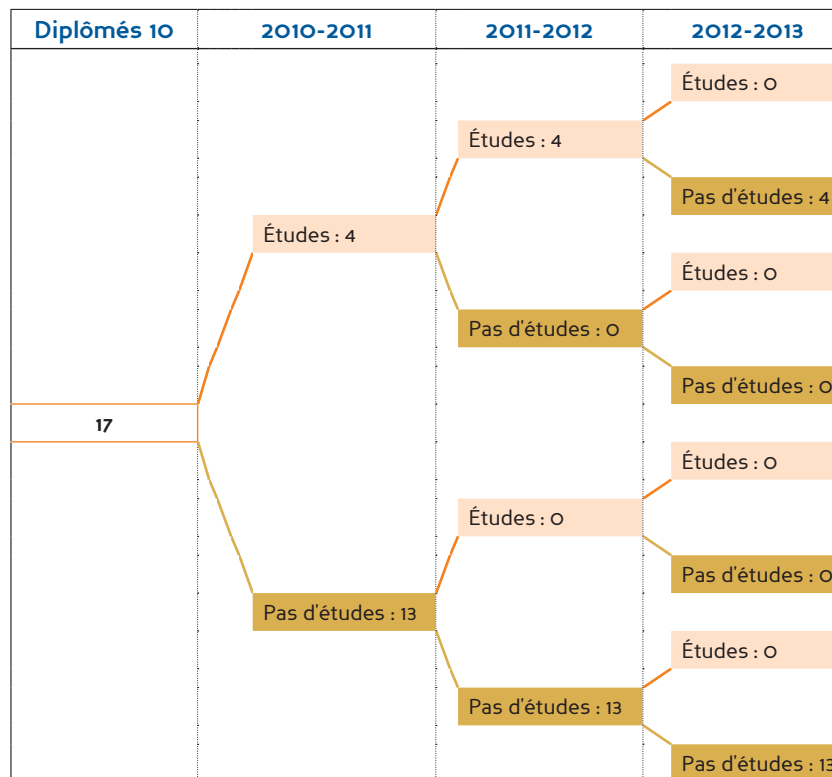 Diplômés 10 2010-2011 2011-2012 2012-2013
Études : 0
Études : 4
Pas d'études : 4
Études : 4
Études : 0
Pas d'études : 0
Pas d'études : 0
17
Études : 0
Études : 0
Pas d'études : 0
Pas d'études : 13
Études : 0
Pas d'études : 13
Pas d'études : 13